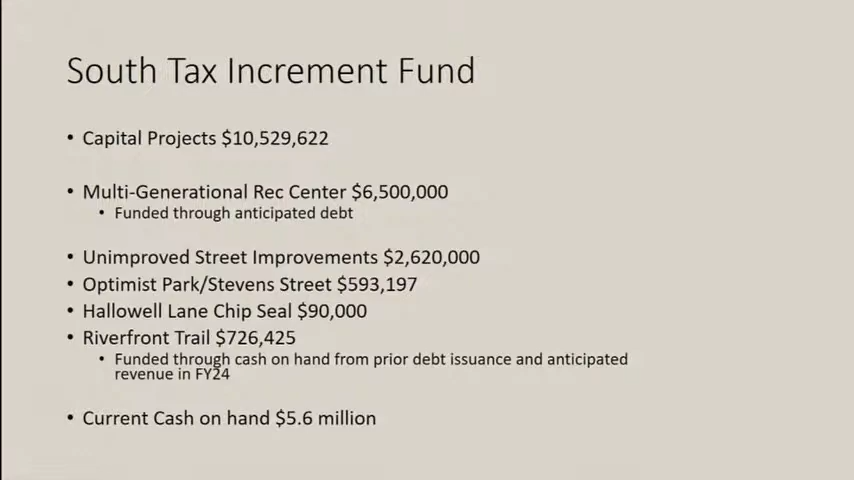 South Tax Increment Fund
• Capital Projects $10,529,622
• Multi-Generational Rec Center $6,500,000
• Funded through anticipated debt
• Unimproved Street Improvements $2,620,000
• Optimist Park/Stevens Street $593,197
• Hallowell Lane Chip Seal $90,000
• Riverfront Trail $726,425
• Funded through cash on hand from prior debt issuance and anticipated
revenue in FY24
• Current Cash on hand $5.6 million